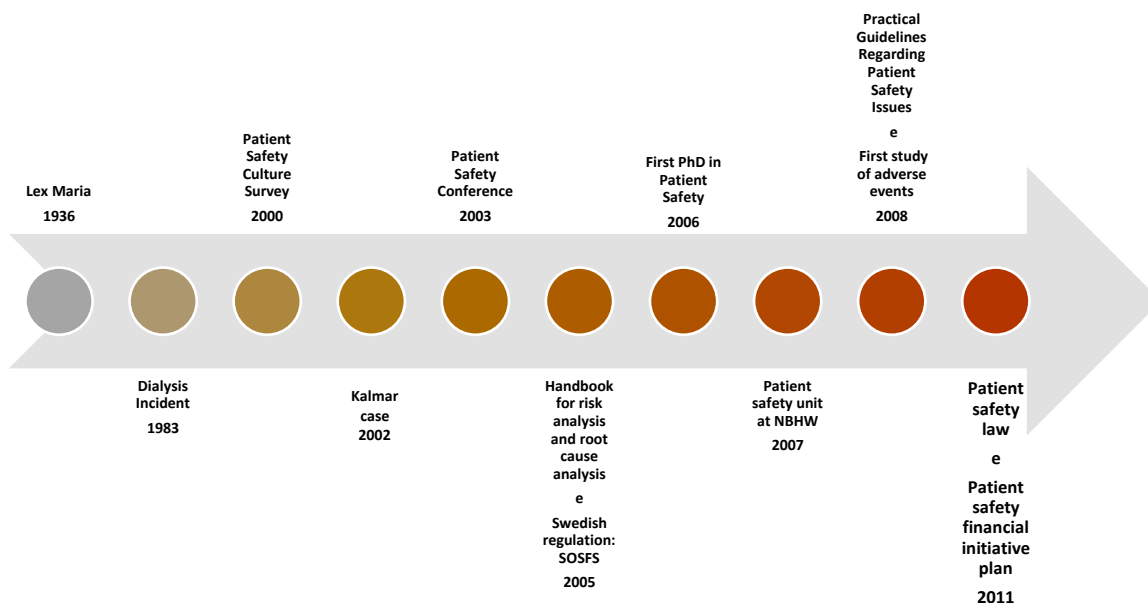 Lex Maria
1936
Dialysis
Incident
1983
Patient
Safety
Culture
Survey
2000
Kalmar
case
2002
Patient
Safety
Conference
2003
Handbook
for risk
analysis
and root
cause
analysis
e
Swedish
regulation:
SOSFS
2005
First PhD in
Patient
Safety
2006
Patient
safety unit
at NBHW
2007
Practical
Guidelines
Regarding
Patient
Safety
Issues
e
First study
of adverse
events
2008
Patient
safety
law
e
Patient
safety
financial
initiative
plan
2011